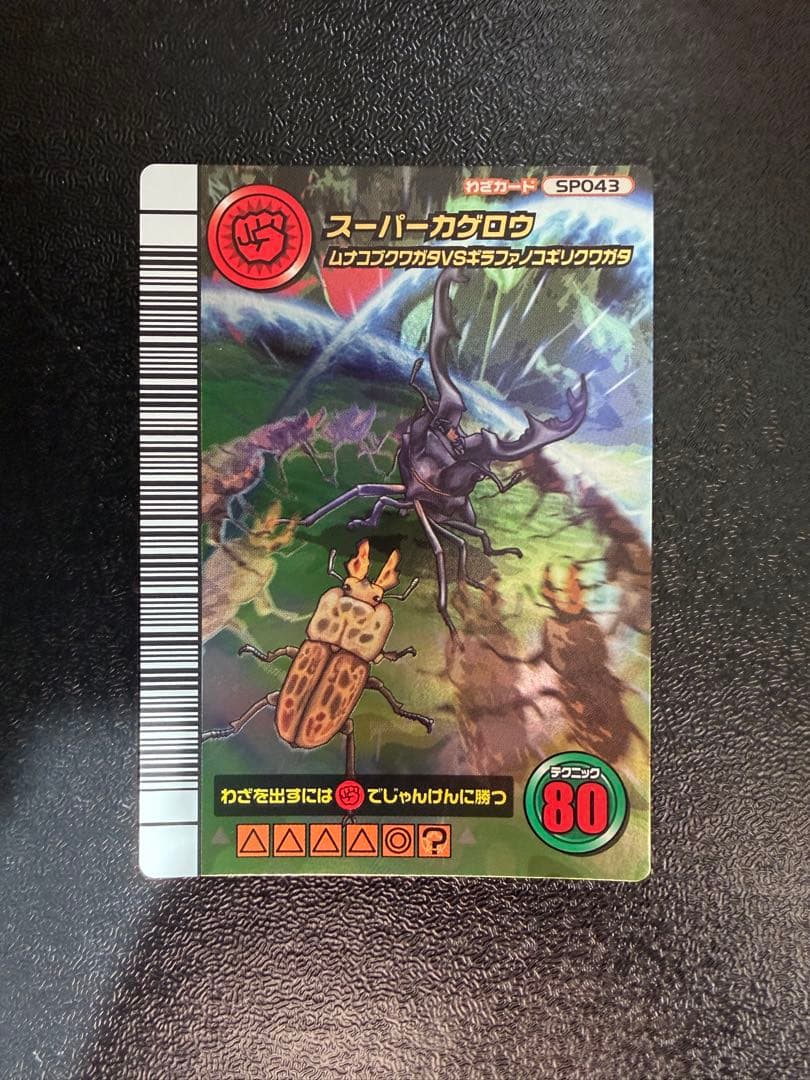 わざカード SP043
スーパーカゲロウ
ムナコブクワガタVSギラファノコギリクワガタ
わざを出すには でじゃんけんに勝つ
テクニック
80
△ △ △ △ ◎ ?